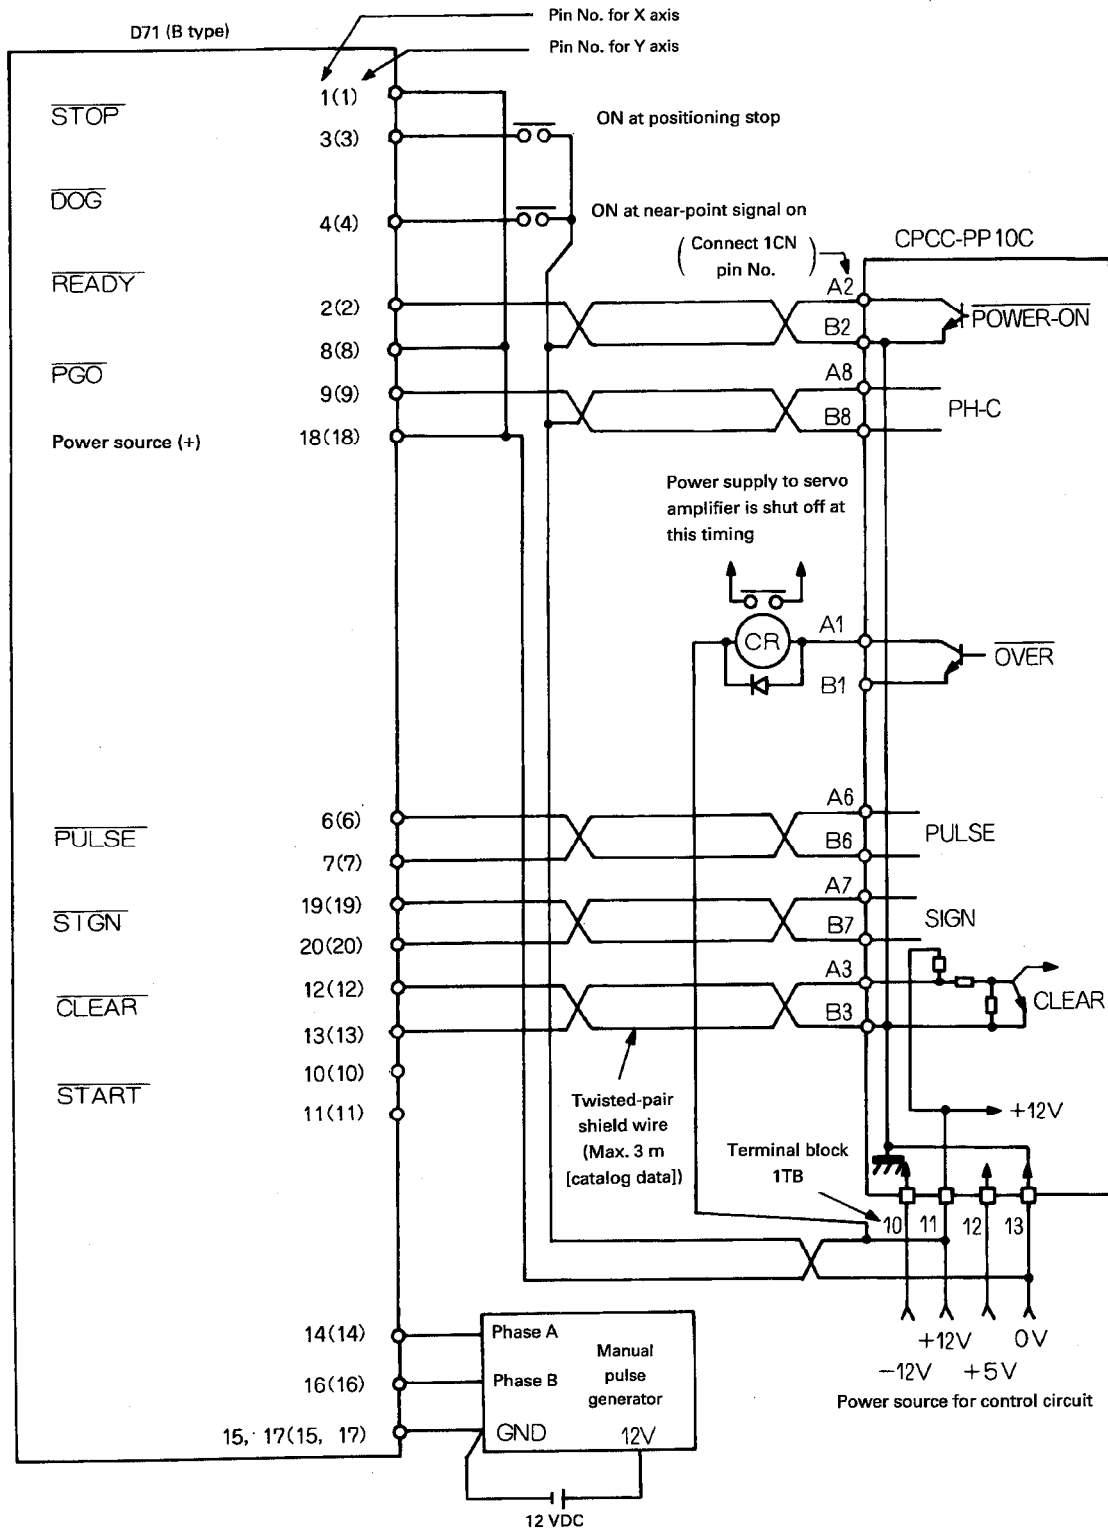 D71 (B type)
Pin No. for X axis
Pin No. for Y axis
STOP
1(1)
3(3)
ON at positioning stop
DOG
4(4)
ON at near-point signal on
(Connect 1CN
pin No.)
CPCC-PP10C
READY
2(2)
A2
POWER-ON
8(8)
B2
PGO
9(9)
A8
PH-C
B8
Power source (+)
18(18)
Power supply to servo
amplifier is shut off at
this timing
CR
A1
OVER
B1
PULSE
6(6)
A6
PULSE
7(7)
B6
SIGN
19(19)
A7
SIGN
20(20)
B7
CLEAR
12(12)
A3
CLEAR
13(13)
B3
START
10(10)
11(11)
Twisted-pair
shield wire
(Max. 3 m
[catalog data])
+12V
Terminal block
1TB
10 11 12 13
+12V 0V
-12V +5V
Power source for control circuit
14(14)
Phase A
16(16)
Phase B
Manual
pulse
generator
15, 17(15, 17)
GND
12V
12 VDC